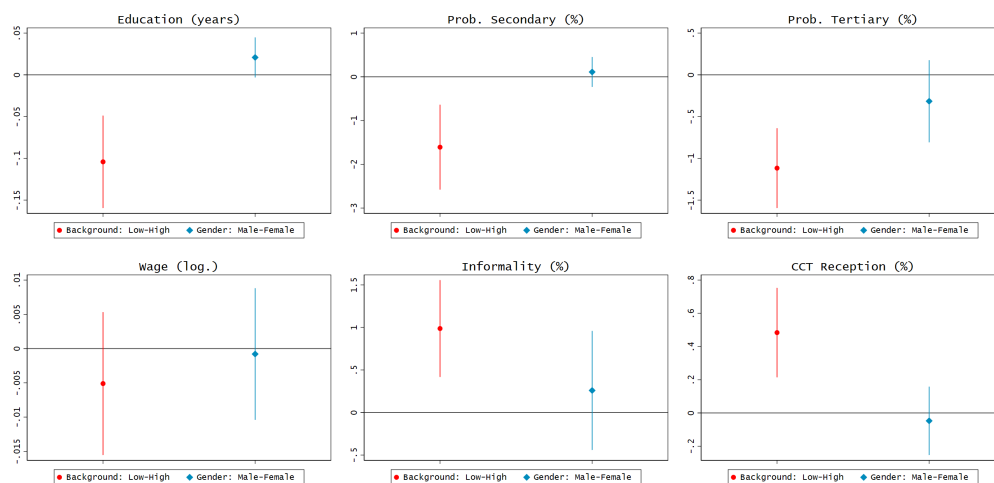 Education (years)
.05
0
-.05
-.1
-.15
Background: Low-High Gender: Male-Female
Prob. Secondary (%)
1
0
-1
-2
-3
Background: Low-High Gender: Male-Female
Prob. Tertiary (%)
.5
0
-.5
-1
-1.5
Background: Low-High Gender: Male-Female
Wage (log.)
.01
.005
0
-.005
-.01
-.015
Background: Low-High Gender: Male-Female
Informality (%)
1.5
1
.5
0
-.5
Background: Low-High Gender: Male-Female
CCT Reception (%)
.8
.6
.4
.2
0
-.2
Background: Low-High Gender: Male-Female